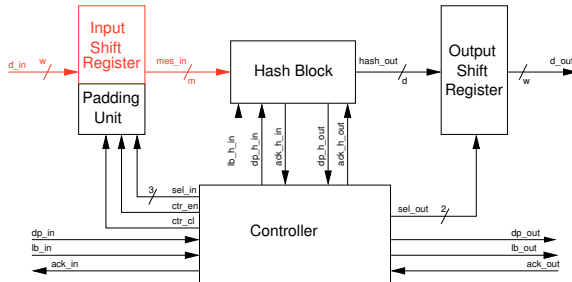 Input
Shift
Register
Padding
Unit
d_in
w
mes_in
m
Hash Block
hash_out
d
Output
Shift
Register
w
d_out
lb_h_in
dp_h_in
ack_h_in
dp_h_out
ack_h_out
3
sel_in
ctr_en
ctr_cl
Controller
sel_out
2
dp_in
lb_in
ack_in
dp_out
lb_out
ack_out